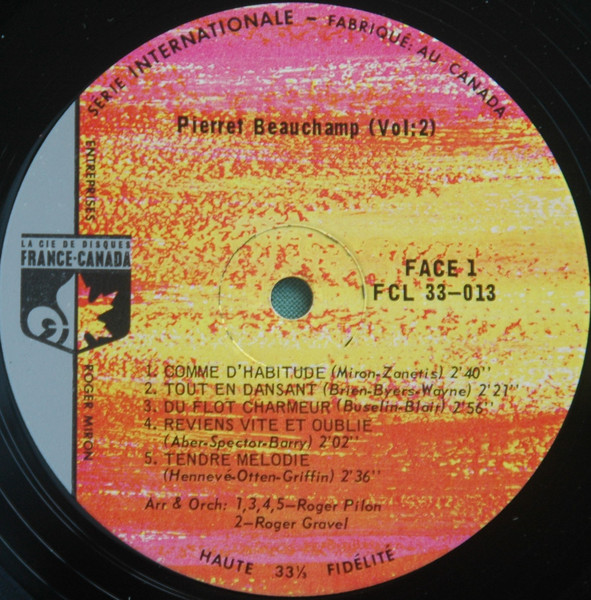 SÉRIE INTERNATIONALE - FABRIQUÉ: AU CANADA
Pierret Beauchamp (Vol:2)
ENTREPRISES
LA CIE DE DISQUES
FRANCE-CANADA
ROGER MIRON
FACE 1
FCL 33-013
1. COMME D'HABITUDE (Miron-Zanetis) 2'40''
2. TOUT EN DANSANT (Brien-Byers-Wayne) 2'21''
3. DU FLOT CHARMEUR (Buselin-Blair) 2'56''
4. REVIENS VITE ET OUBLIE
(Aber-Spector-Barry) 2'02''
5. TENDRE MELODIE
(Hennevé-Otten-Griffin) 2'36''
Arr & Orch: 1,3,4,5-Roger Pilon
2-Roger Gravel
HAUTE 33⅓ FIDÉLITÉ